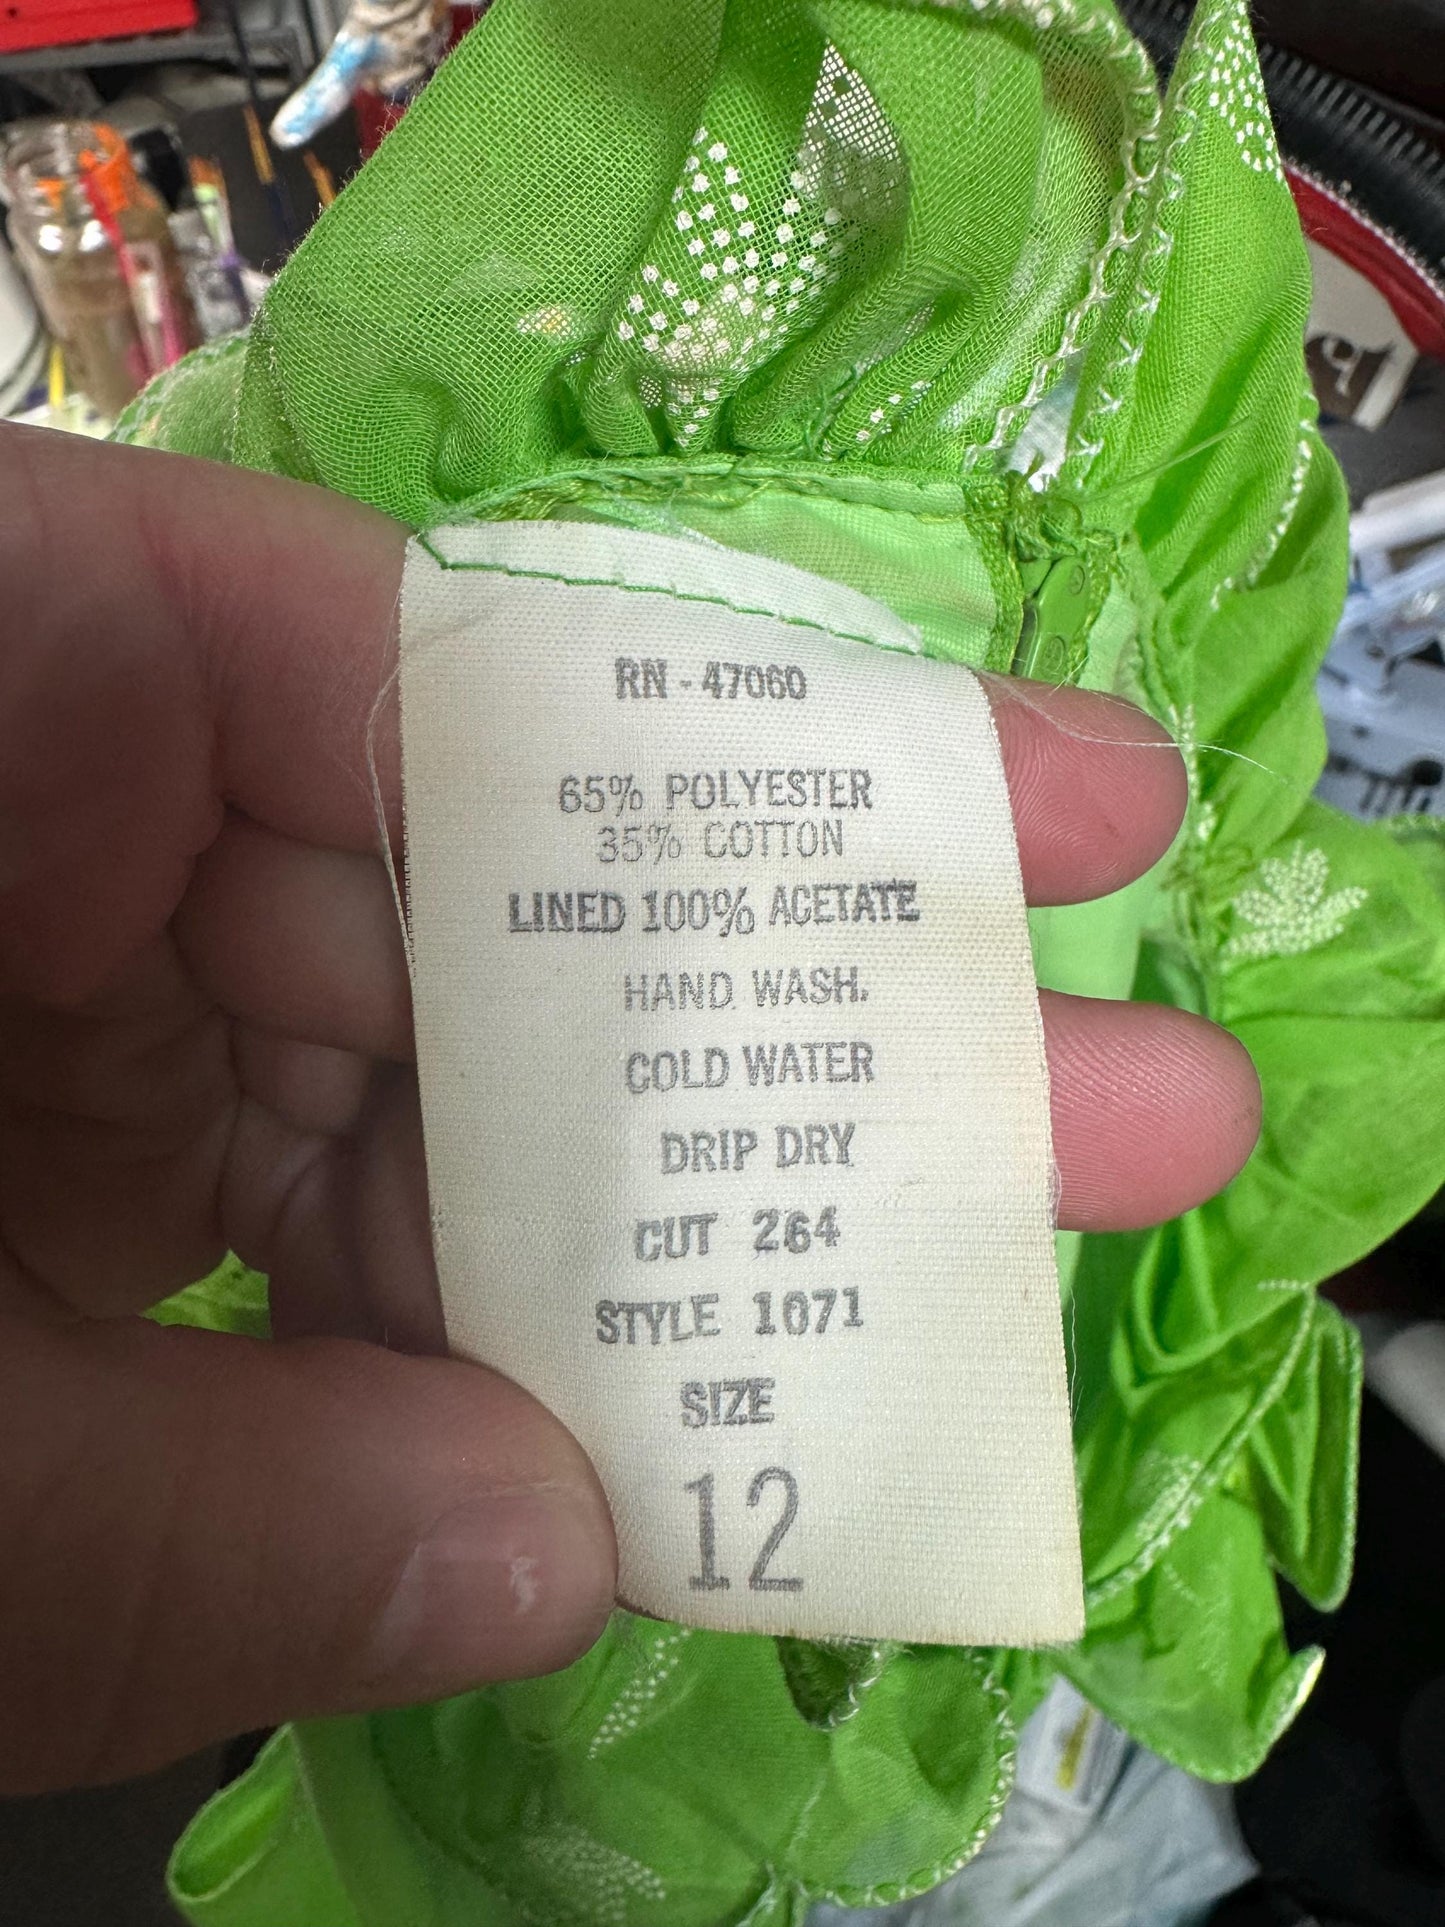 RN - 47060
65% POLYESTER
35% COTTON
LINED 100% ACETATE
HAND WASH.
COLD WATER
DRIP DRY
CUT 264
STYLE 1071
SIZE
12